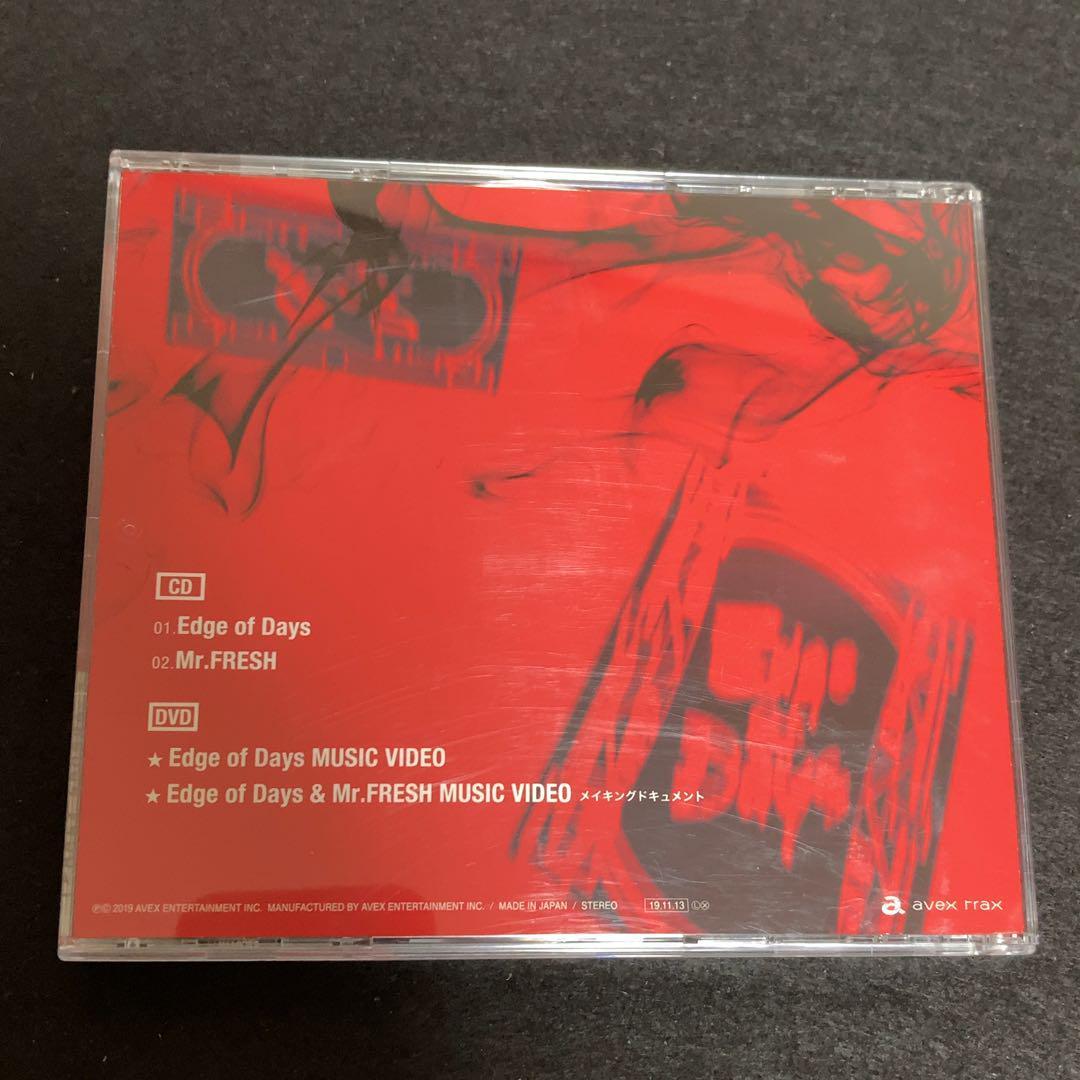 CD
01.Edge of Days
02.Mr.FRESH
DVD
★ Edge of Days MUSIC VIDEO
★ Edge of Days & Mr.FRESH MUSIC VIDEO メイキングドキュメント
℗© 2019 AVEX ENTERTAINMENT INC. MANUFACTURED BY AVEX ENTERTAINMENT INC. / MADE IN JAPAN / STEREO 19.11.13 Ⓛⓧ
a avex trax